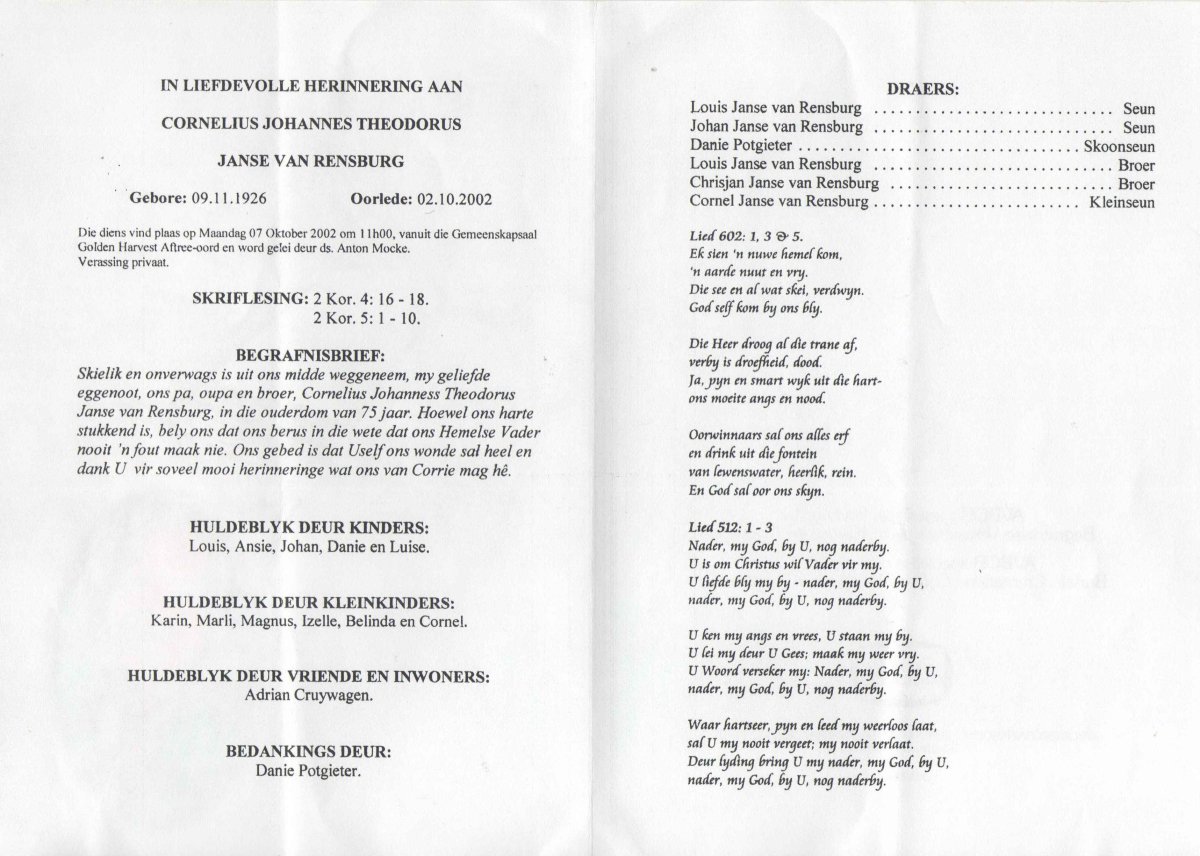 IN LIEFDEVOLLE HERINNERING AAN
CORNELIUS JOHANNES THEODORUS
JANSE VAN RENSBURG
Gebore: 09.11.1926 Oorlede: 02.10.2002
Die diens vind plaas op Maandag 07 Oktober 2002 om 11h00, vanuit die Gemeenskapsaal
Golden Harvest Aftree-oord en word gelei deur ds. Anton Mocke.
Verassing privaat.
SKRIFLESING: 2 Kor. 4: 16 - 18.
2 Kor. 5: 1 - 10.
BEGRAFNISBRIEF:
Skielik en onverwags is uit ons midde weggeneem, my geliefde
eggenoot, ons pa, oupa en broer, Cornelius Johanness Theodorus
Janse van Rensburg, in die ouderdom van 75 jaar. Hoewel ons harte
stukkend is, bely ons dat ons berus in die wete dat ons Hemelse Vader
nooit 'n fout maak nie. Ons gebed is dat Uself ons wonde sal heel en
dank U vir soveel mooi herinneringe wat ons van Corrie mag hê.
HULDEBLYK DEUR KINDERS:
Louis, Ansie, Johan, Danie en Luise.
HULDEBLYK DEUR KLEINKINDERS:
Karin, Marli, Magnus, Izelle, Belinda en Cornel.
HULDEBLYK DEUR VRIENDE EN INWONERS:
Adrian Cruywagen.
BEDANKINGS DEUR:
Danie Potgieter.
DRAERS:
Louis Janse van Rensburg ............................. Seun
Johan Janse van Rensburg ............................. Seun
Danie Potgieter .................................. Skoonseun
Louis Janse van Rensburg ............................. Broer
Chrisjan Janse van Rensburg ........................... Broer
Cornel Janse van Rensburg ......................... Kleinseun
Lied 602: 1, 3 & 5.
Ek sien 'n nuwe hemel kom,
'n aarde nuut en vry.
Die see en al wat skei, verdwyn.
God self kom by ons bly.
Die Heer droog al die trane af,
verby is droefheid, dood.
Ja, pyn en smart wyk uit die hart-
ons moeite angs en nood.
Oorwinnaars sal ons alles erf
en drink uit die fontein
van lewenswater, heerlik, rein.
En God sal oor ons skyn.
Lied 512: 1 - 3
Nader, my God, by U, nog naderby.
U is om Christus wil Vader vir my.
U liefde bly my by - nader, my God, by U,
nader, my God, by U, nog naderby.
U ken my angs en vrees, U staan my by.
U lei my deur U Gees; maak my weer vry.
U Woord verseker my: Nader, my God, by U,
nader, my God, by U, nog naderby.
Waar hartseer, pyn en leed my weerloos laat,
sal U my nooit vergeet; my nooit verlaat.
Deur lyding bring U my nader, my God, by U,
nader, my God, by U, nog naderby.